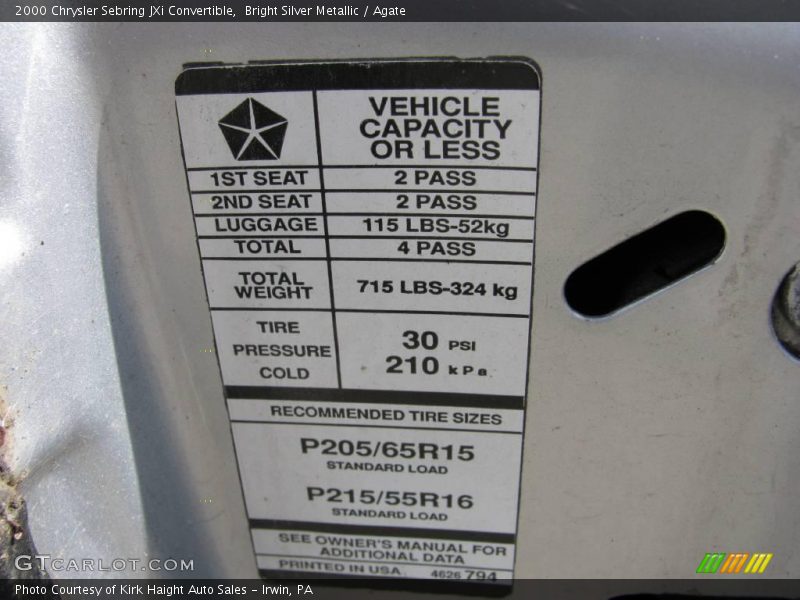 2000 Chrysler Sebring JXi Convertible, Bright Silver Metallic / Agate
VEHICLE
CAPACITY
OR LESS
1ST SEAT 2 PASS
2ND SEAT 2 PASS
LUGGAGE 115 LBS-52kg
TOTAL 4 PASS
TOTAL
WEIGHT
715 LBS-324 kg
TIRE
PRESSURE
COLD
30 PSI
210 kPa
RECOMMENDED TIRE SIZES
P205/65R15
STANDARD LOAD
P215/55R16
STANDARD LOAD
SEE OWNER'S MANUAL FOR
ADDITIONAL DATA
PRINTED IN USA. 4626 794
GTCARLOT.COM
Photo Courtesy of Kirk Haight Auto Sales - Irwin, PA